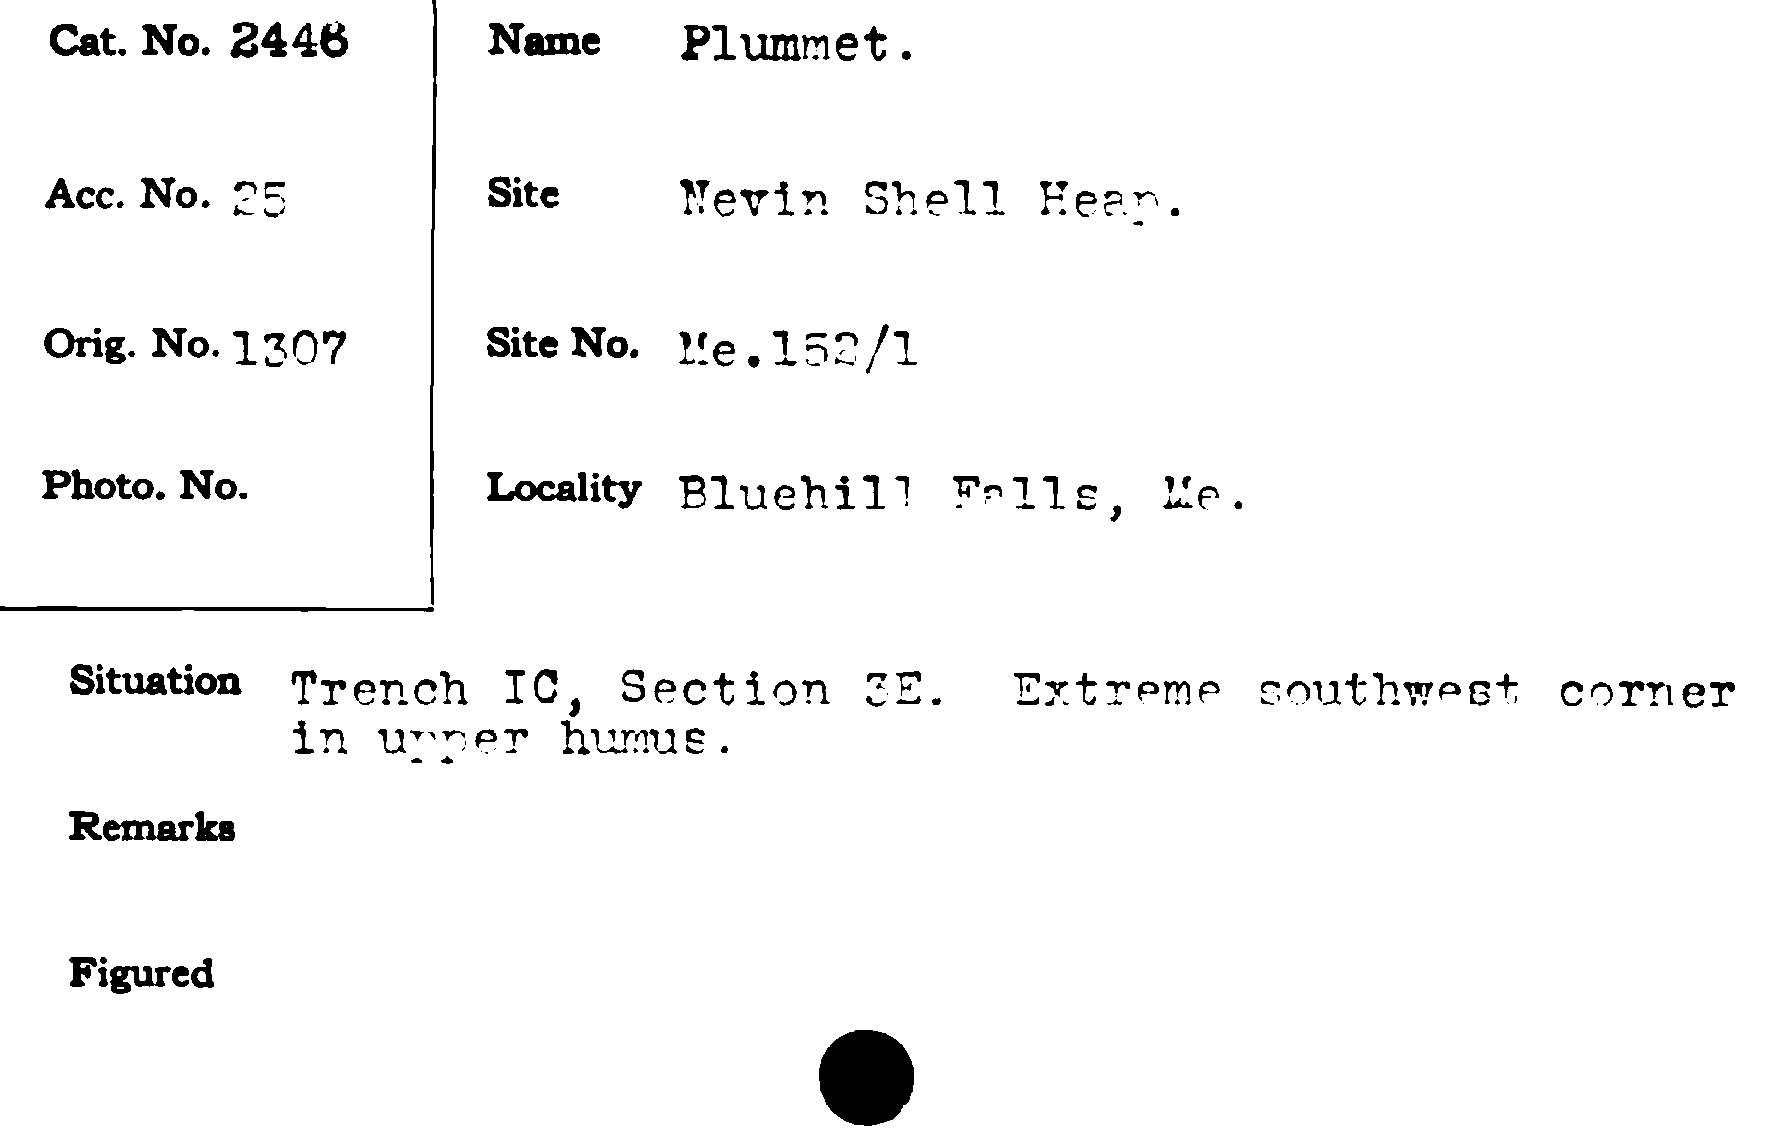 Cat. No. 2446
Name Plummet.
Acc. No. 25
Site Nevin Shell Heap.
Orig. No. 1307
Site No. Me.152/1
Photo. No.
Locality Bluehill Falls, Me.
Situation Trench IC, Section 3E. Extreme southwest corner
in upper humus.
Remarks
Figured